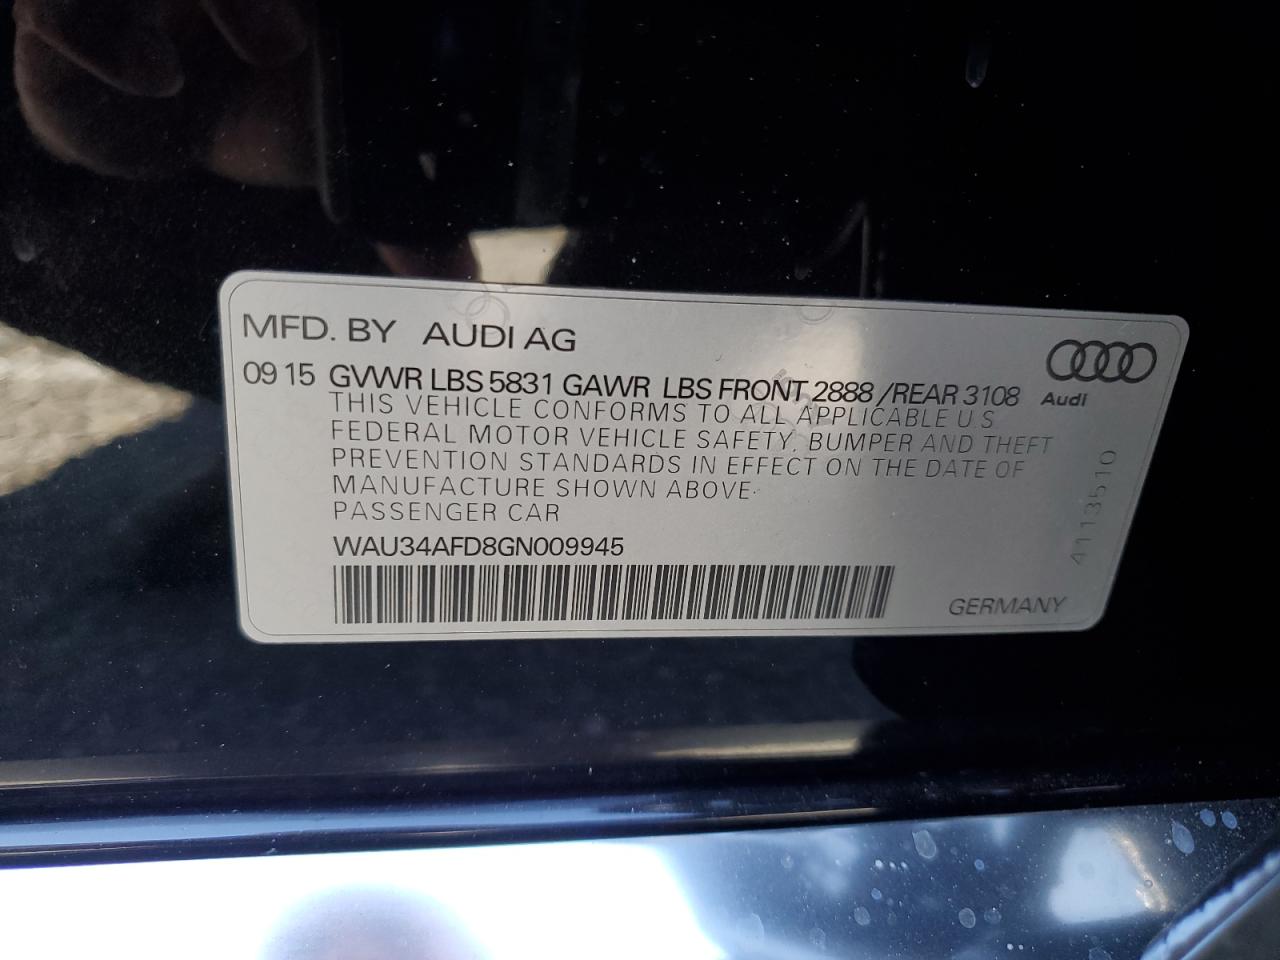 MFD. BY AUDI AG
09 15 GVWR LBS 5831 GAWR LBS FRONT 2888 /REAR 3108
Audi
THIS VEHICLE CONFORMS TO ALL APPLICABLE U.S
FEDERAL MOTOR VEHICLE SAFETY, BUMPER AND THEFT
PREVENTION STANDARDS IN EFFECT ON THE DATE OF
MANUFACTURE SHOWN ABOVE.
PASSENGER CAR
WAU34AFD8GN009945
GERMANY
4113510